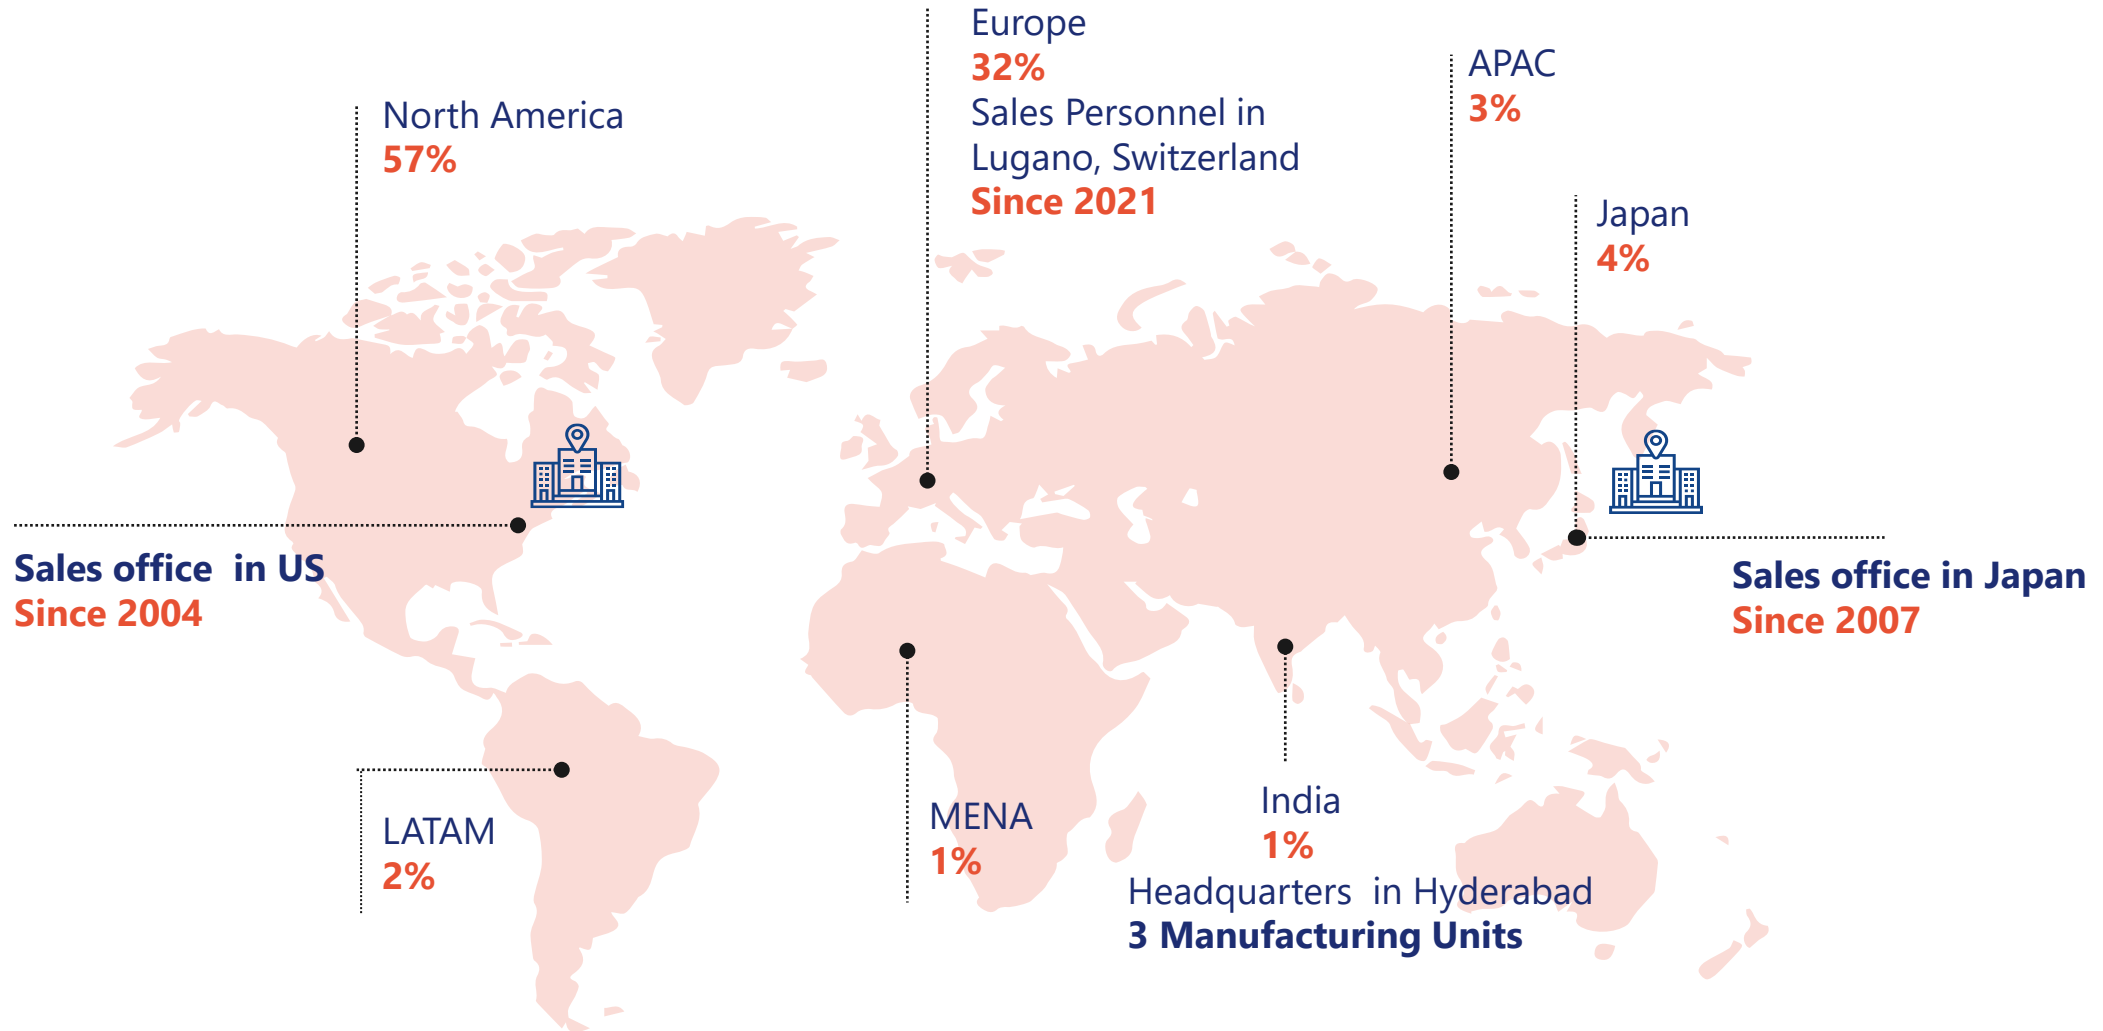 Europe
32%
Sales Personnel in
Lugano, Switzerland
Since 2021
APAC
3%
North America
57%
Japan
4%
Sales office in US
Since 2004
Sales office in Japan
Since 2007
LATAM
2%
MENA
1%
India
1%
Headquarters in Hyderabad
3 Manufacturing Units